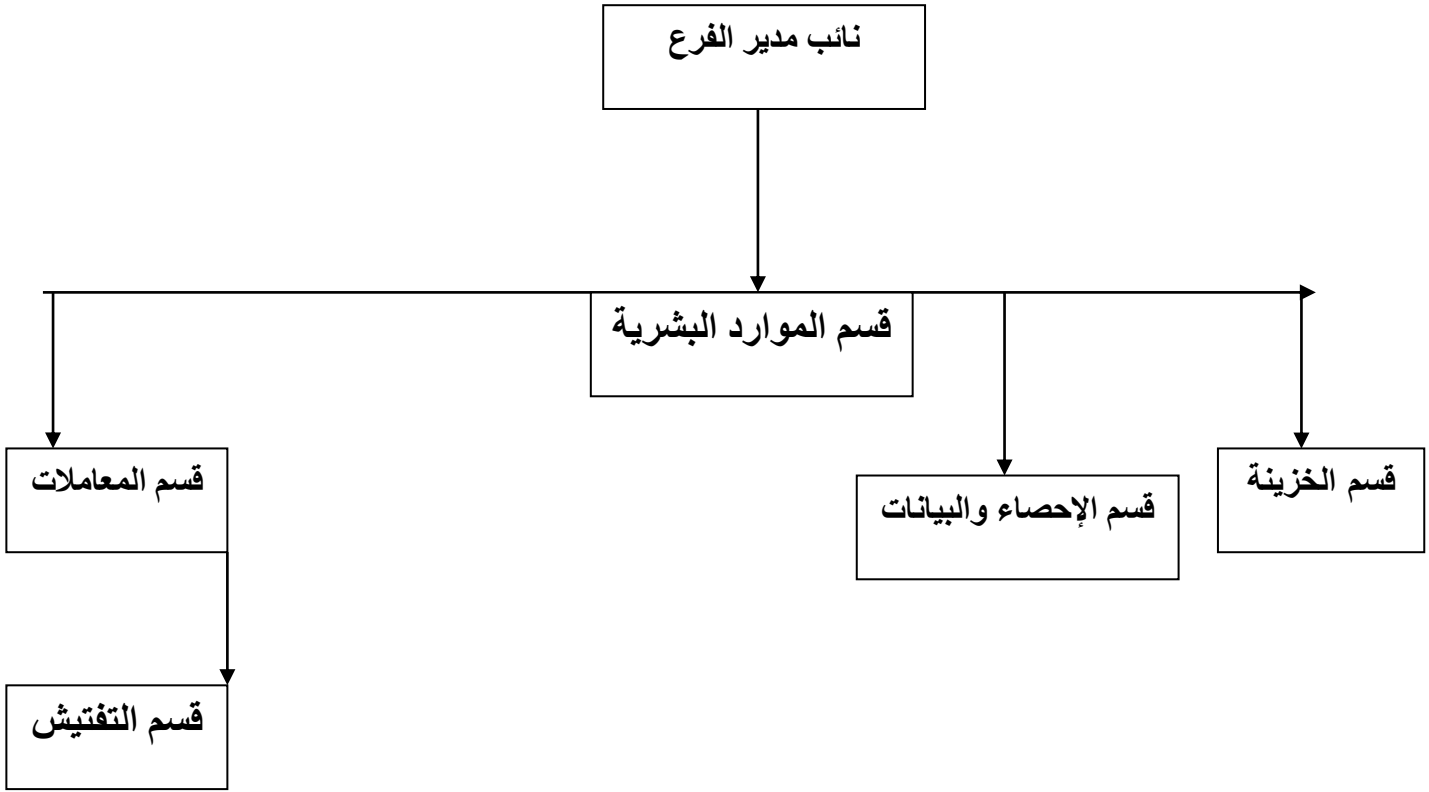 نائب مدير الفرع
قسم الموارد البشرية
قسم الخزينة
قسم الإحصاء والبيانات
قسم المعاملات
قسم التفتيش